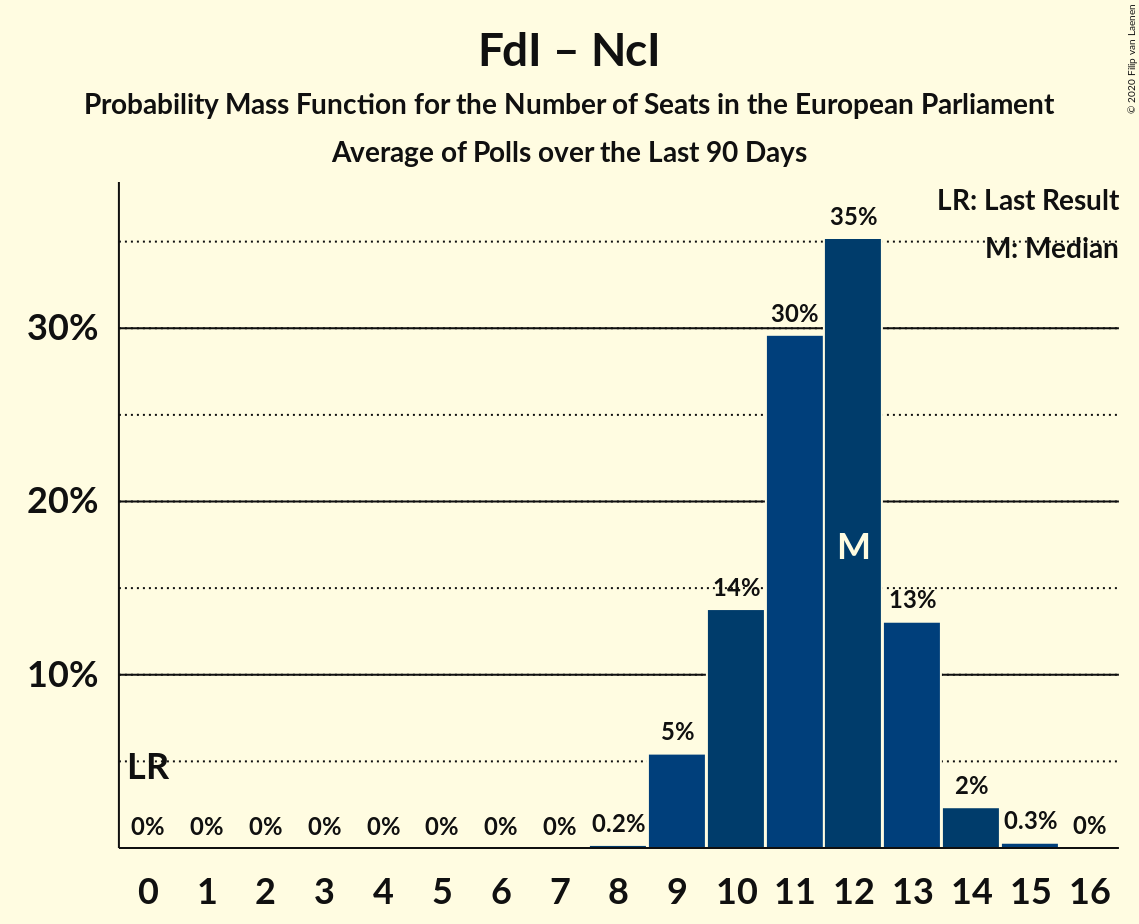 FdI – NcI
Probability Mass Function for the Number of Seats in the European Parliament
Average of Polls over the Last 90 Days
© 2020 Filip van Laenen
LR: Last Result
M: Median
35%
30%
30%
20%
M
14%
13%
10%
5%
LR
2%
0% 0% 0% 0% 0% 0% 0% 0% 0.2% 0.3% 0%
0 1 2 3 4 5 6 7 8 9 10 11 12 13 14 15 16